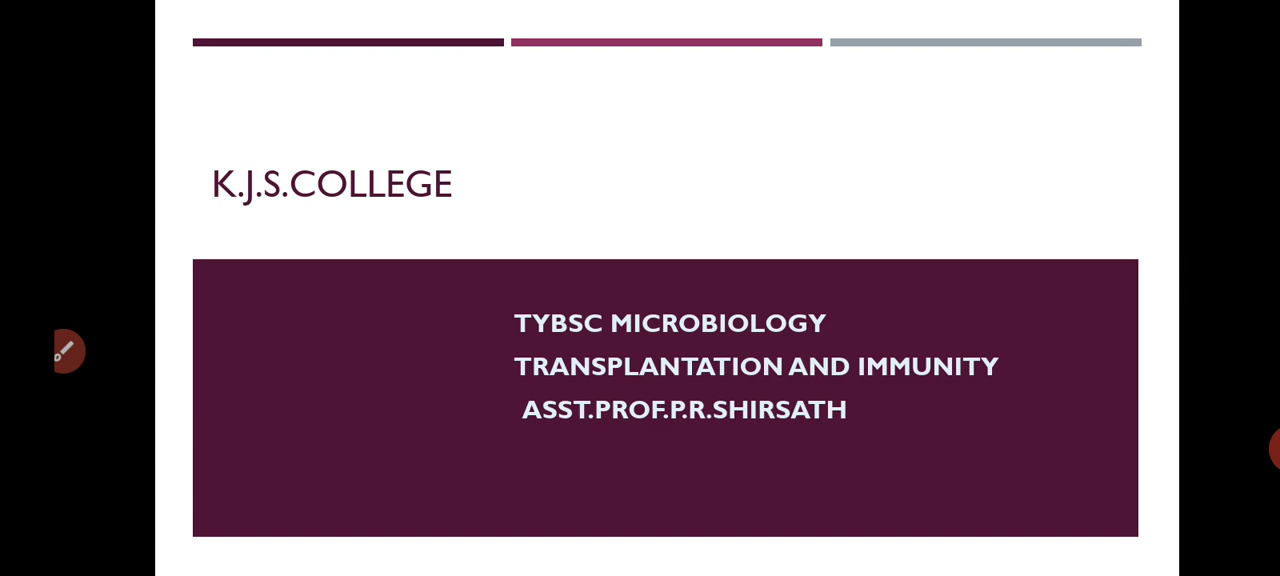 K.J.S.COLLEGE
TYBSC MICROBIOLOGY
TRANSPLANTATION AND IMMUNITY
ASST.PROF.P.R.SHIRSATH